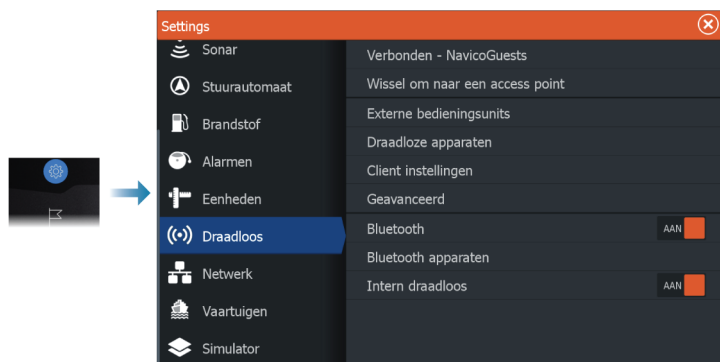 Settings
Sonar
Stuurautomaat
Brandstof
Alarmen
Eenheden
Draadloos
Netwerk
Vaartuigen
Simulator
Verbonden - NavicoGuests
Wissel om naar een access point
Externe bedieningsunits
Draadloze apparaten
Client instellingen
Geavanceerd
Bluetooth AAN
Bluetooth apparaten
Intern draadloos AAN